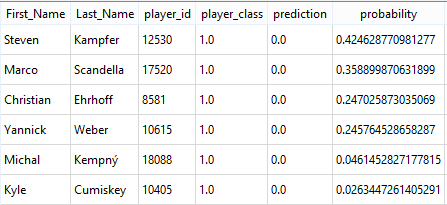 First_Name Last_Name player_id player_class prediction probability
Steven Kampfer 12530 1.0 0.0 0.424628770981277
Marco Scandella 17520 1.0 0.0 0.358899870631899
Christian Ehrhoff 8581 1.0 0.0 0.247025873035069
Yannick Weber 10615 1.0 0.0 0.245764528658287
Michal Kempný 18088 1.0 0.0 0.0461452827177815
Kyle Cumiskey 10405 1.0 0.0 0.0263447261405291